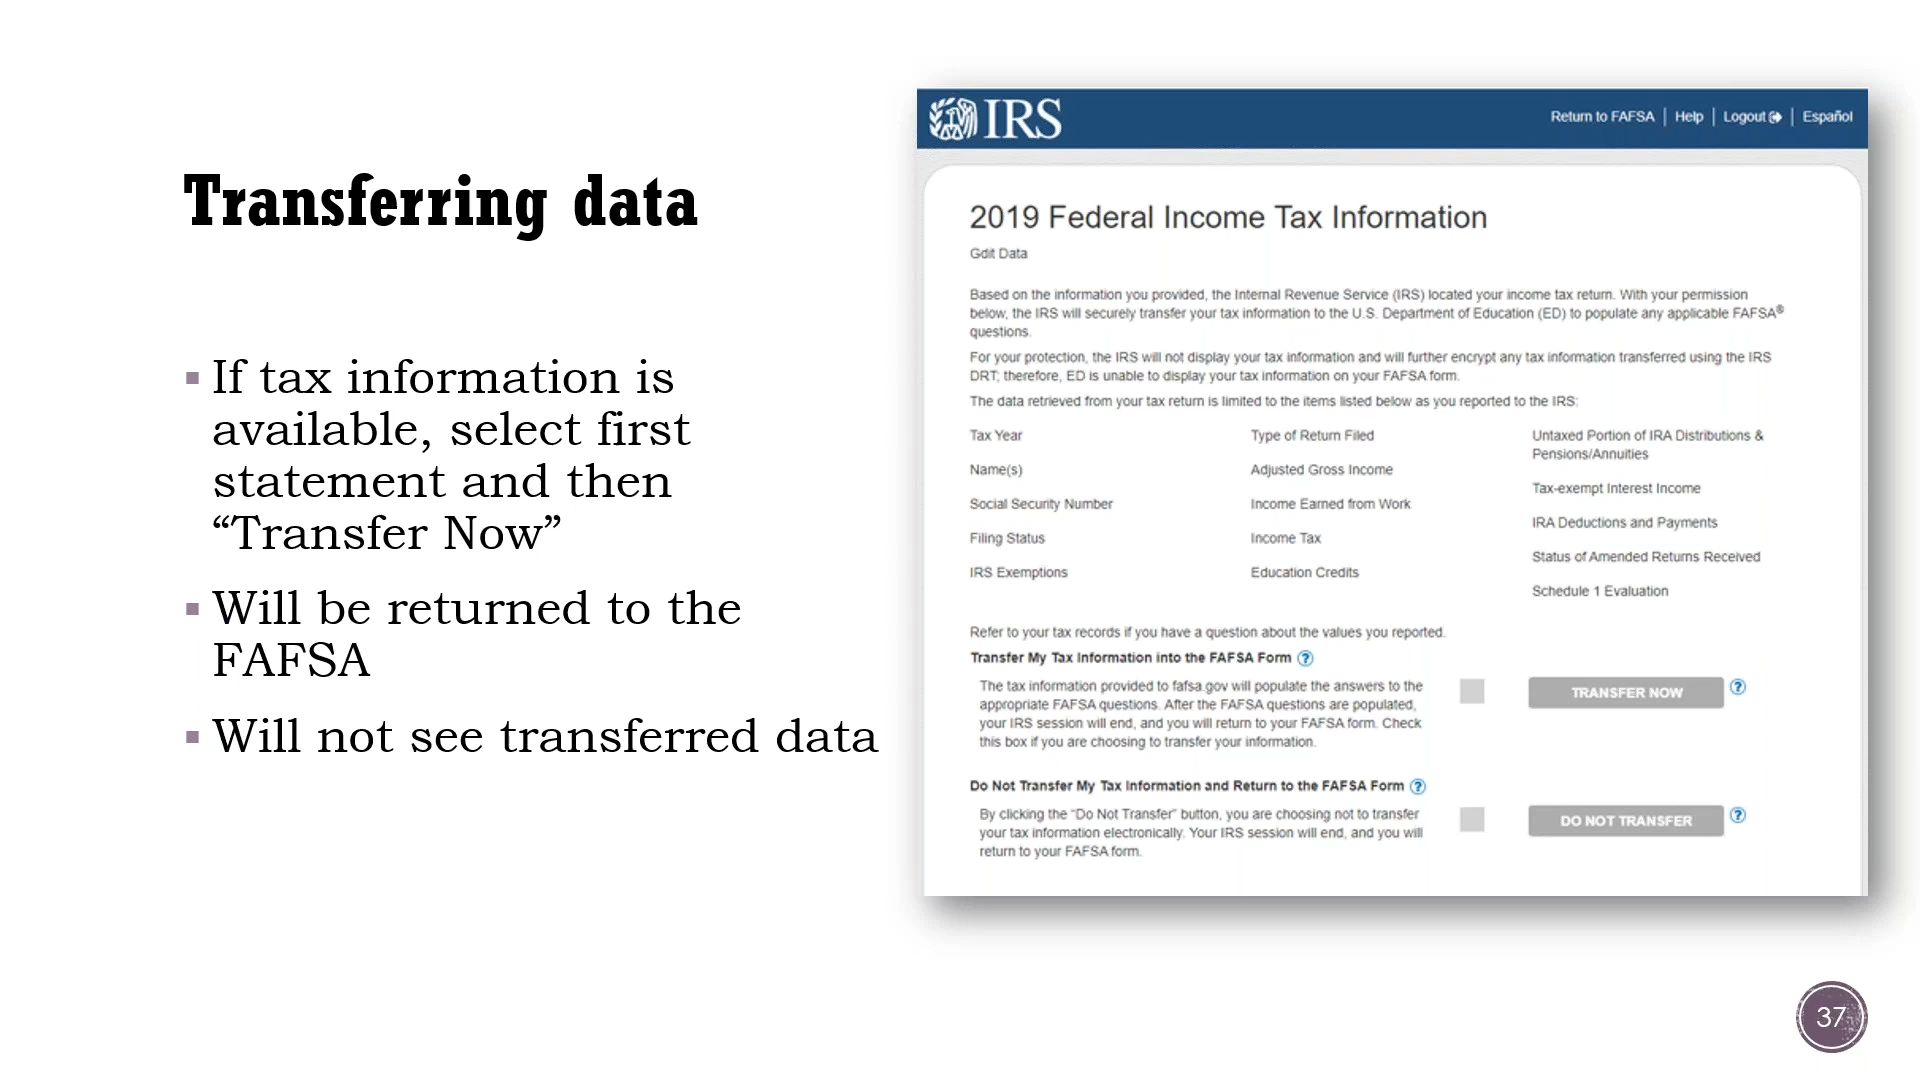 Transferring data
▪ If tax information is
available, select first
statement and then
“Transfer Now”
▪ Will be returned to the
FAFSA
▪ Will not see transferred data
IRS
Return to FAFSA | Help | Logout | Español
2019 Federal Income Tax Information
Gdit Data
Based on the information you provided, the Internal Revenue Service (IRS) located your income tax return. With your permission
below, the IRS will securely transfer your tax information to the U.S. Department of Education (ED) to populate any applicable FAFSA®
questions.
For your protection, the IRS will not display your tax information and will further encrypt any tax information transferred using the IRS
DRT; therefore, ED is unable to display your tax information on your FAFSA form.
The data retrieved from your tax return is limited to the items listed below as you reported to the IRS:
Tax Year
Name(s)
Social Security Number
Filing Status
IRS Exemptions
Type of Return Filed
Adjusted Gross Income
Income Earned from Work
Income Tax
Education Credits
Untaxed Portion of IRA Distributions &
Pensions/Annuities
Tax-exempt Interest Income
IRA Deductions and Payments
Status of Amended Returns Received
Schedule 1 Evaluation
Refer to your tax records if you have a question about the values you reported.
Transfer My Tax Information into the FAFSA Form ?
The tax information provided to fafsa.gov will populate the answers to the
appropriate FAFSA questions. After the FAFSA questions are populated,
your IRS session will end, and you will return to your FAFSA form. Check
this box if you are choosing to transfer your information.
TRANSFER NOW ?
Do Not Transfer My Tax Information and Return to the FAFSA Form ?
By clicking the “Do Not Transfer” button, you are choosing not to transfer
your tax information electronically. Your IRS session will end, and you will
return to your FAFSA form.
DO NOT TRANSFER ?
37